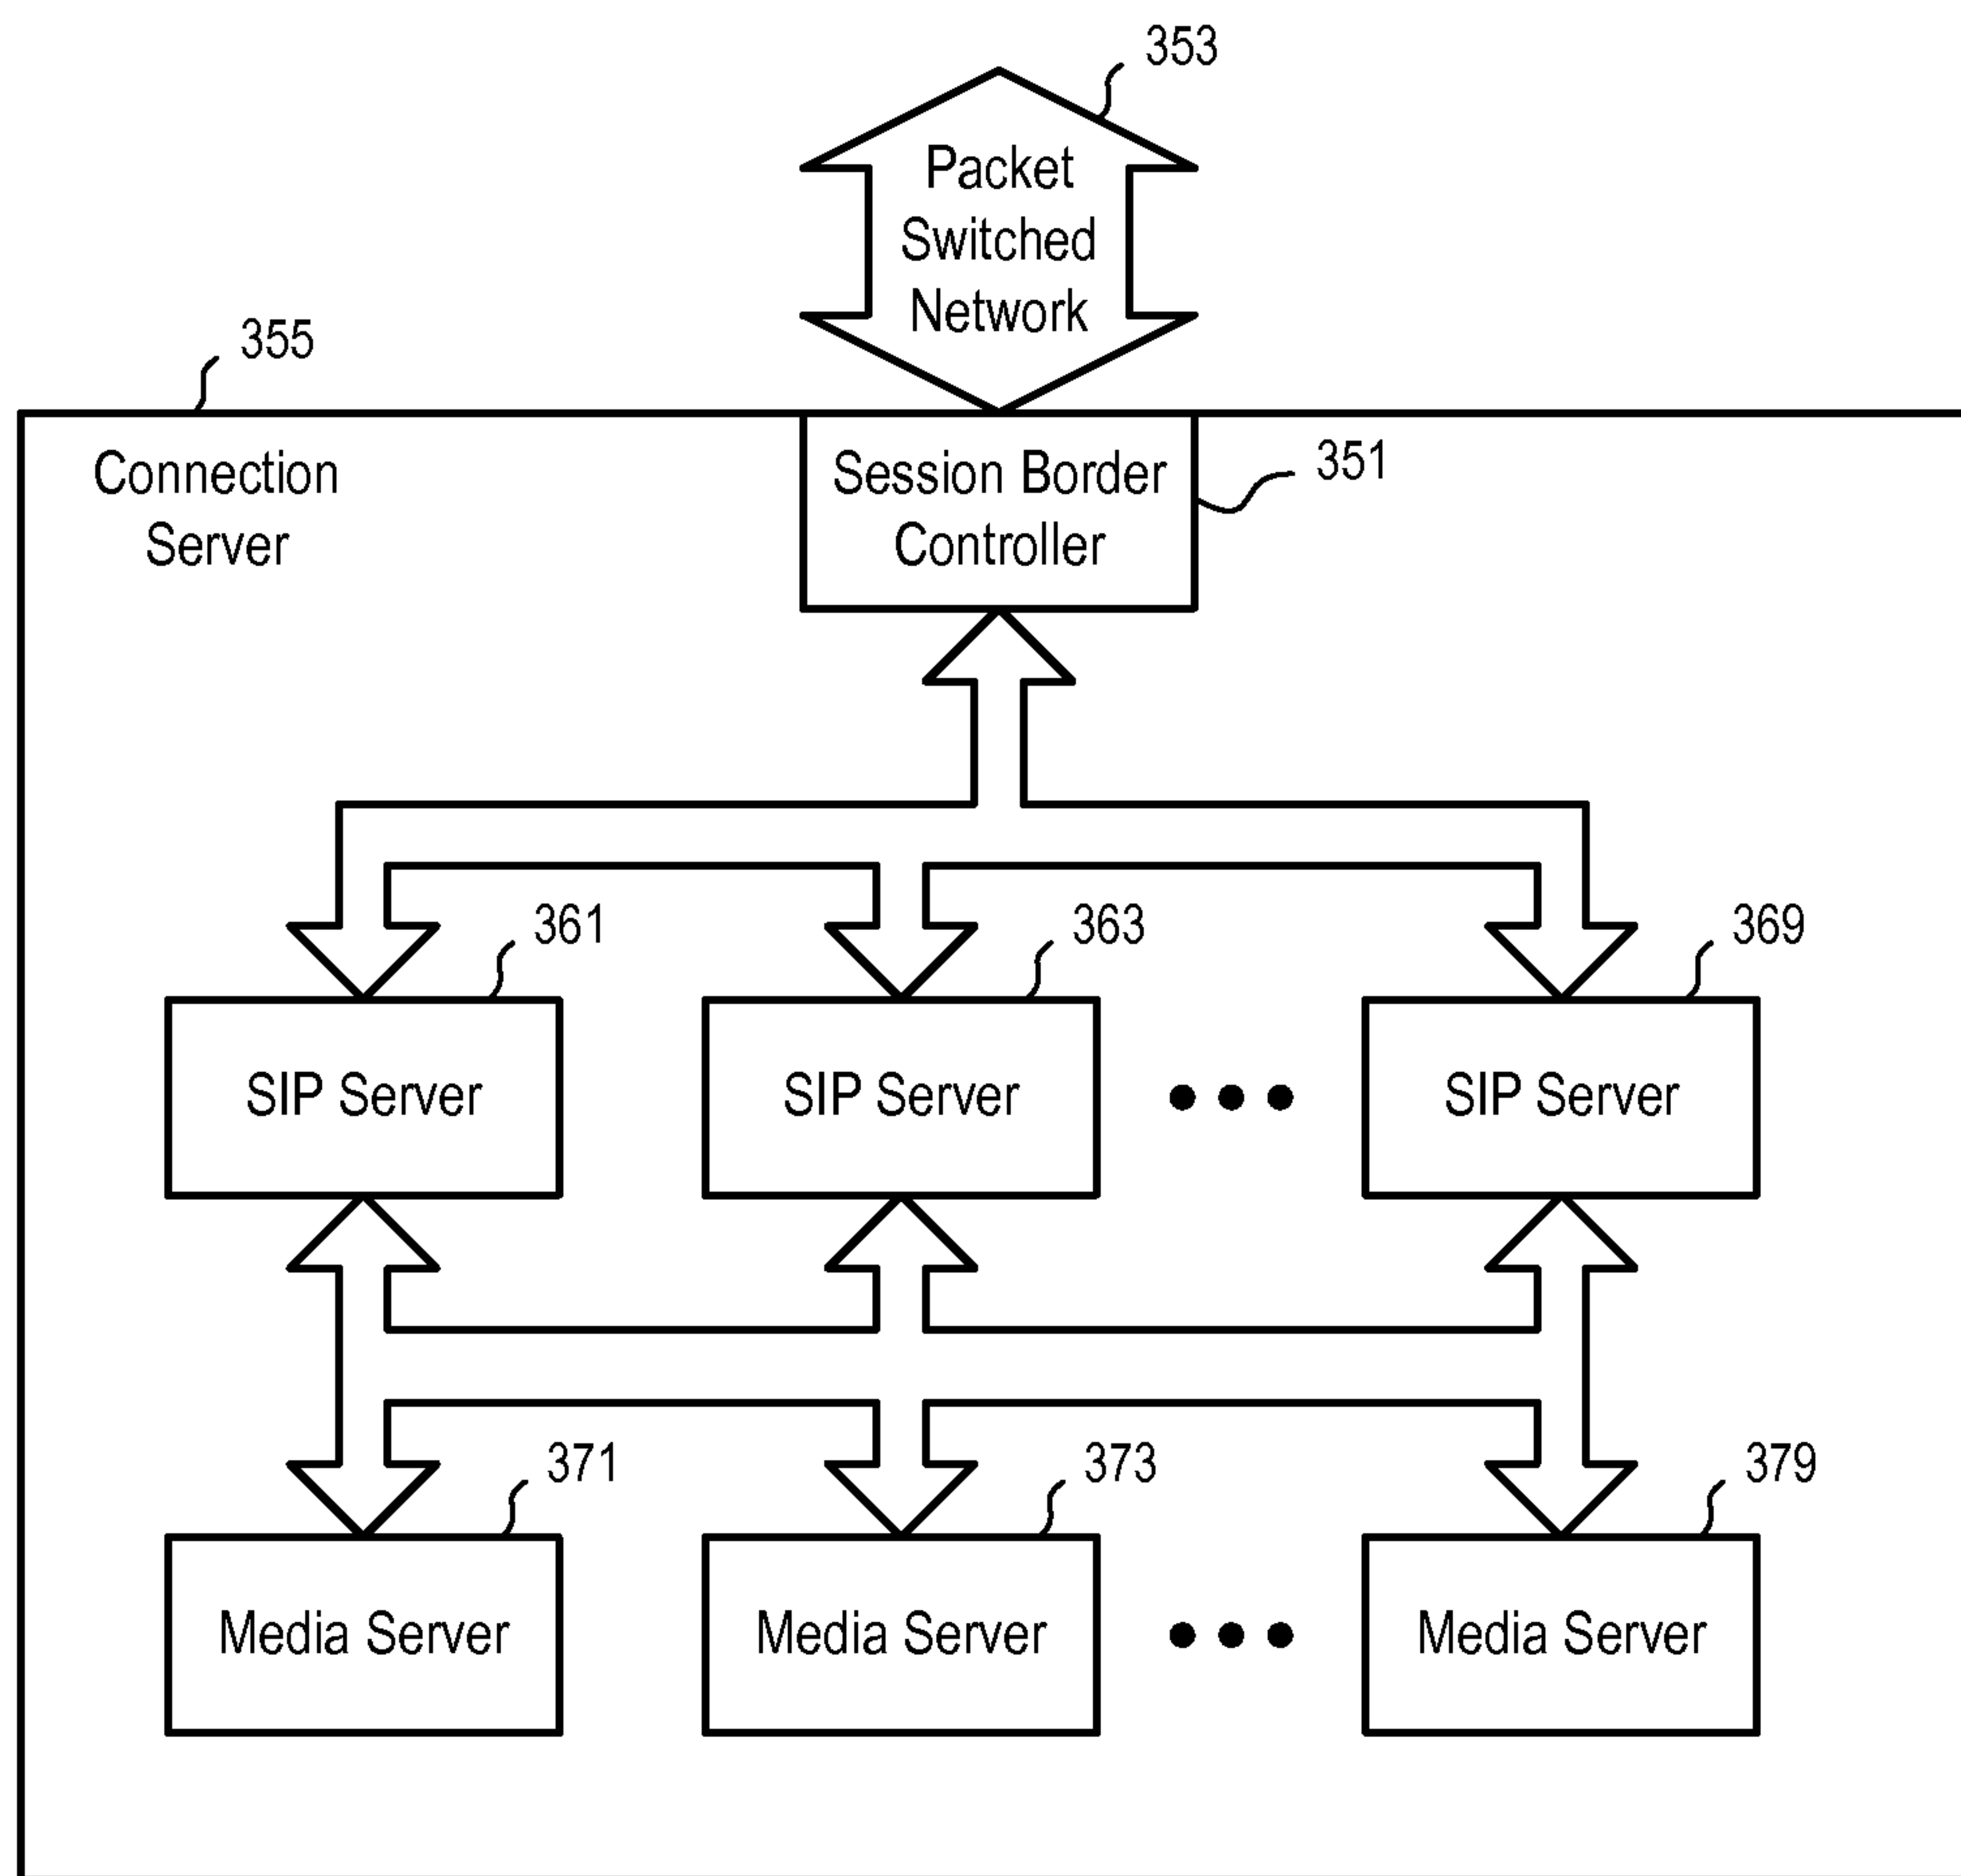 353
Packet
Switched
Network
355
Connection
Server
Session Border
Controller
351
361
363
369
SIP Server
SIP Server
SIP Server
371
373
379
Media Server
Media Server
Media Server